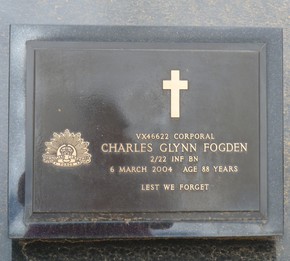 VX46622 CORPORAL
CHARLES GLYNN FOGDEN
2/22 INF BN
6 MARCH 2004 AGE 88 YEARS
LEST WE FORGET